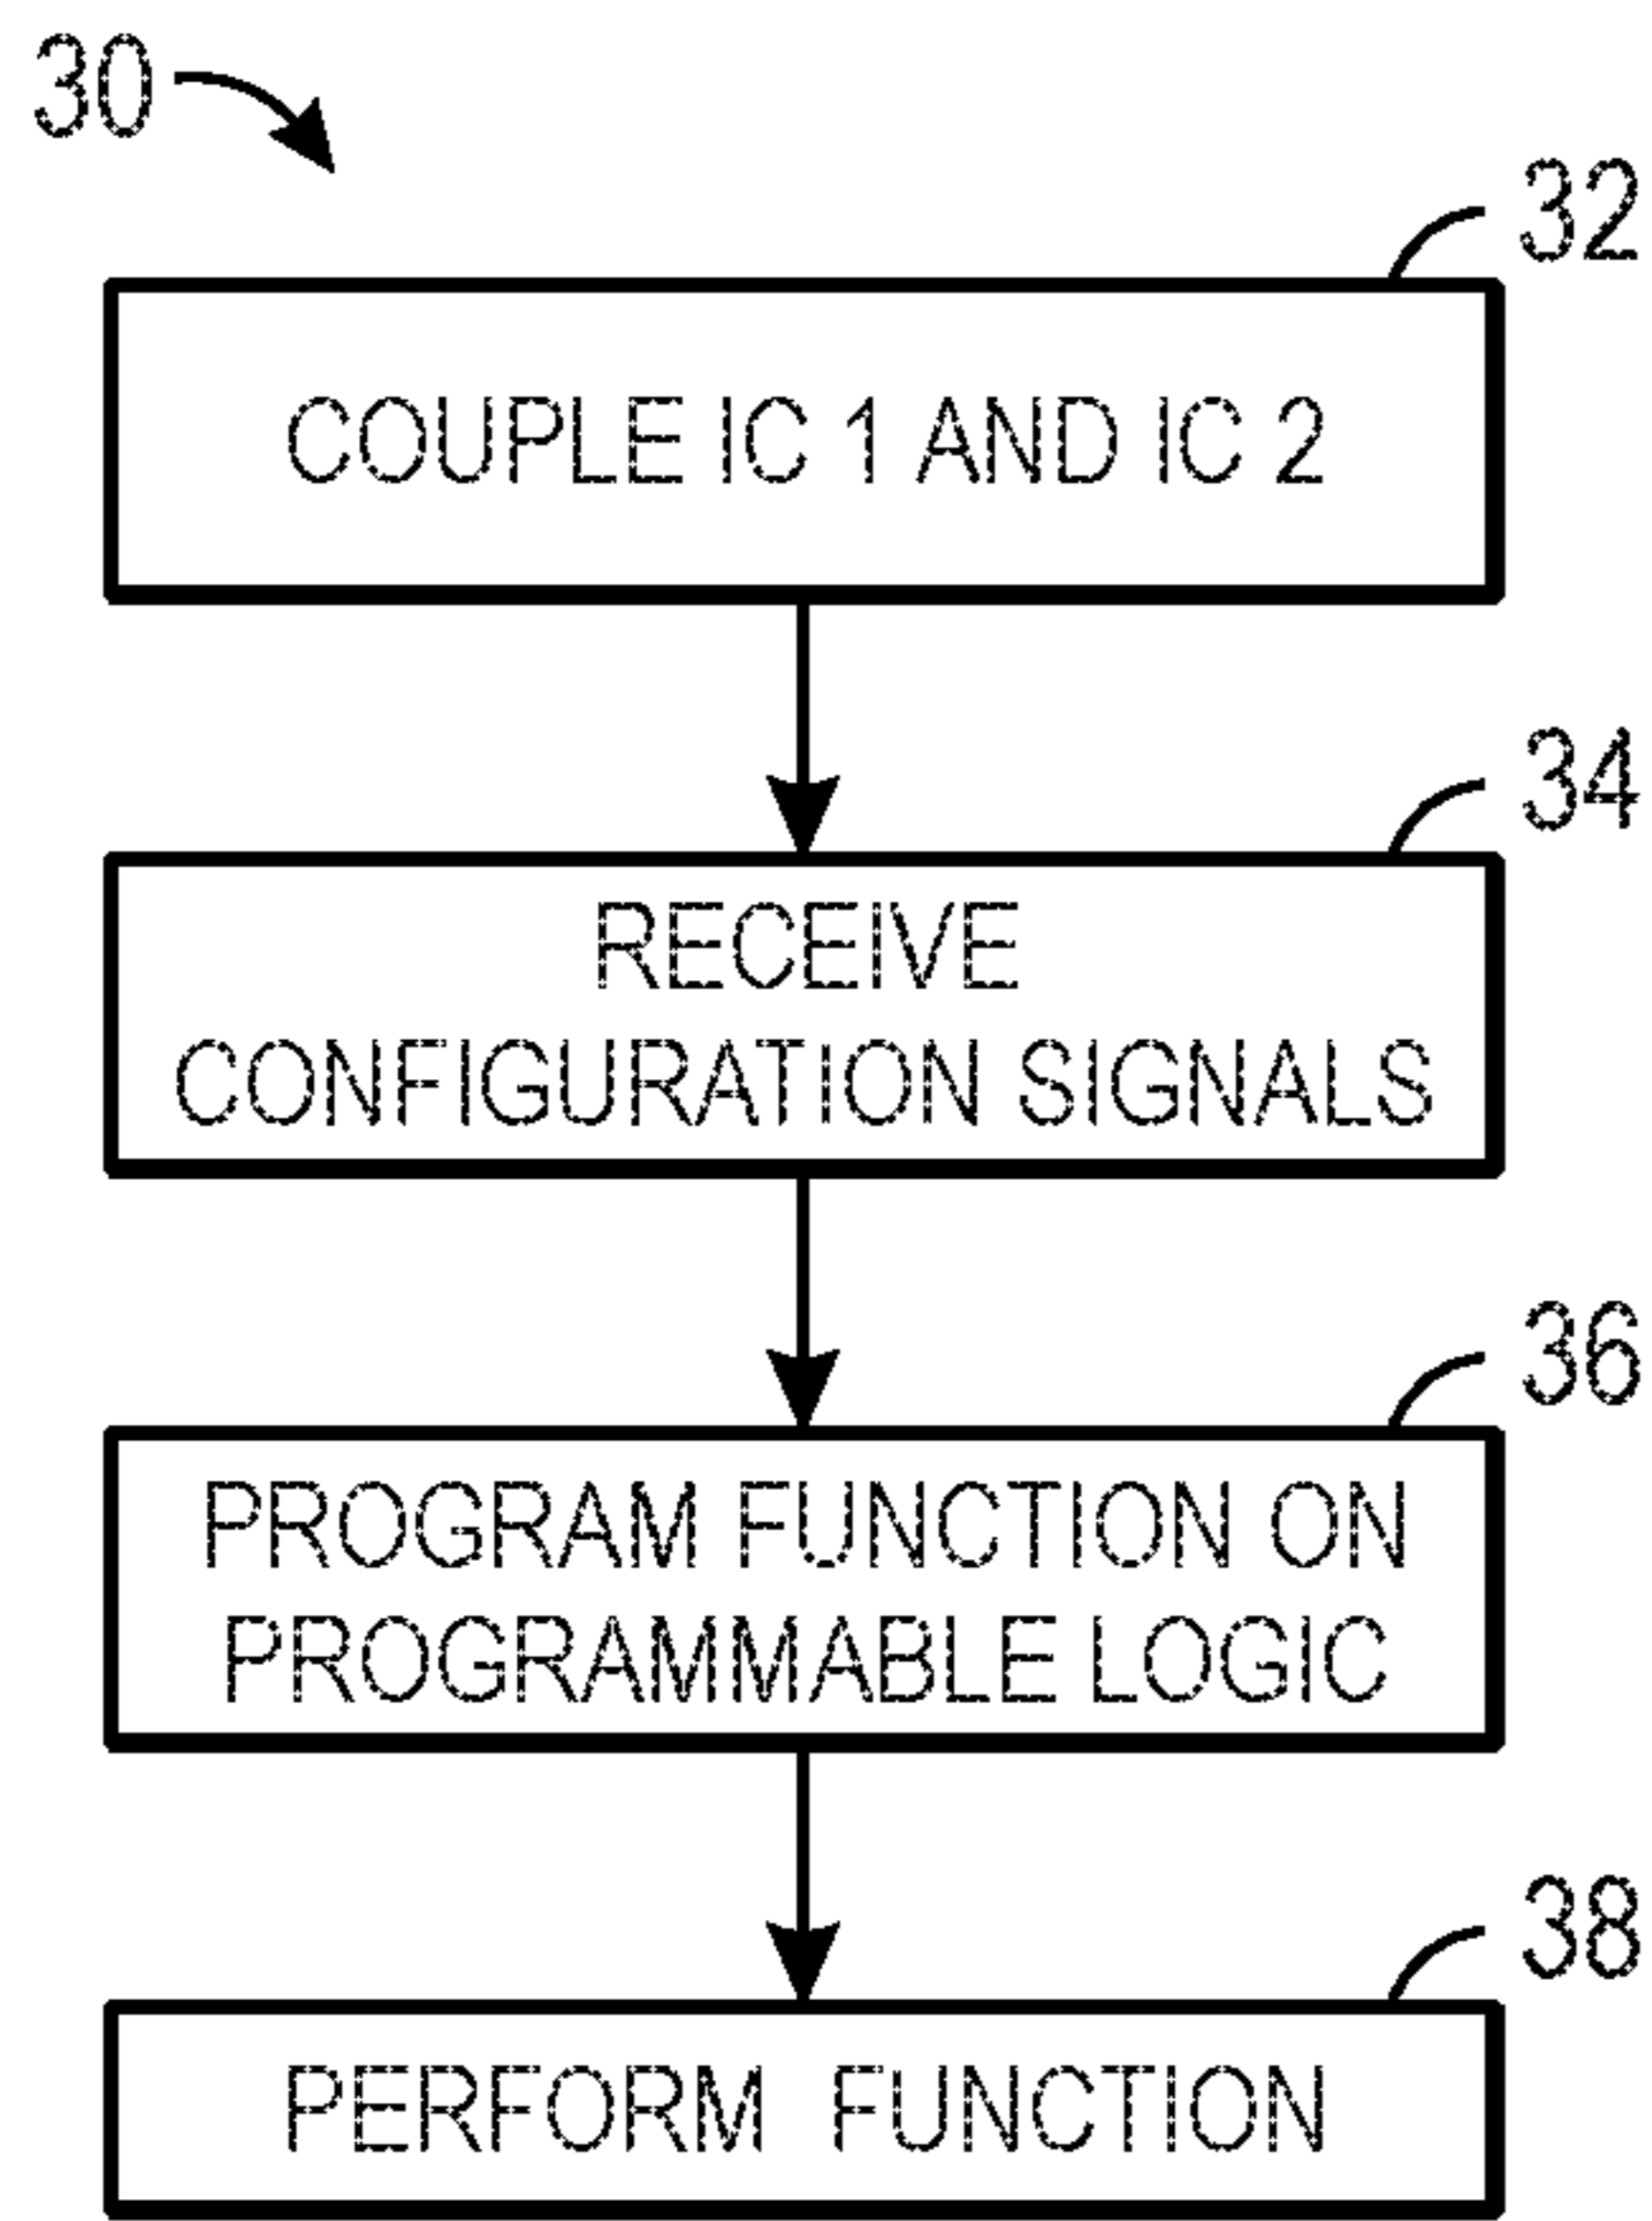 30
32
COUPLE IC 1 AND IC 2
34
RECEIVE
CONFIGURATION SIGNALS
36
PROGRAM FUNCTION ON
PROGRAMMABLE LOGIC
38
PERFORM FUNCTION